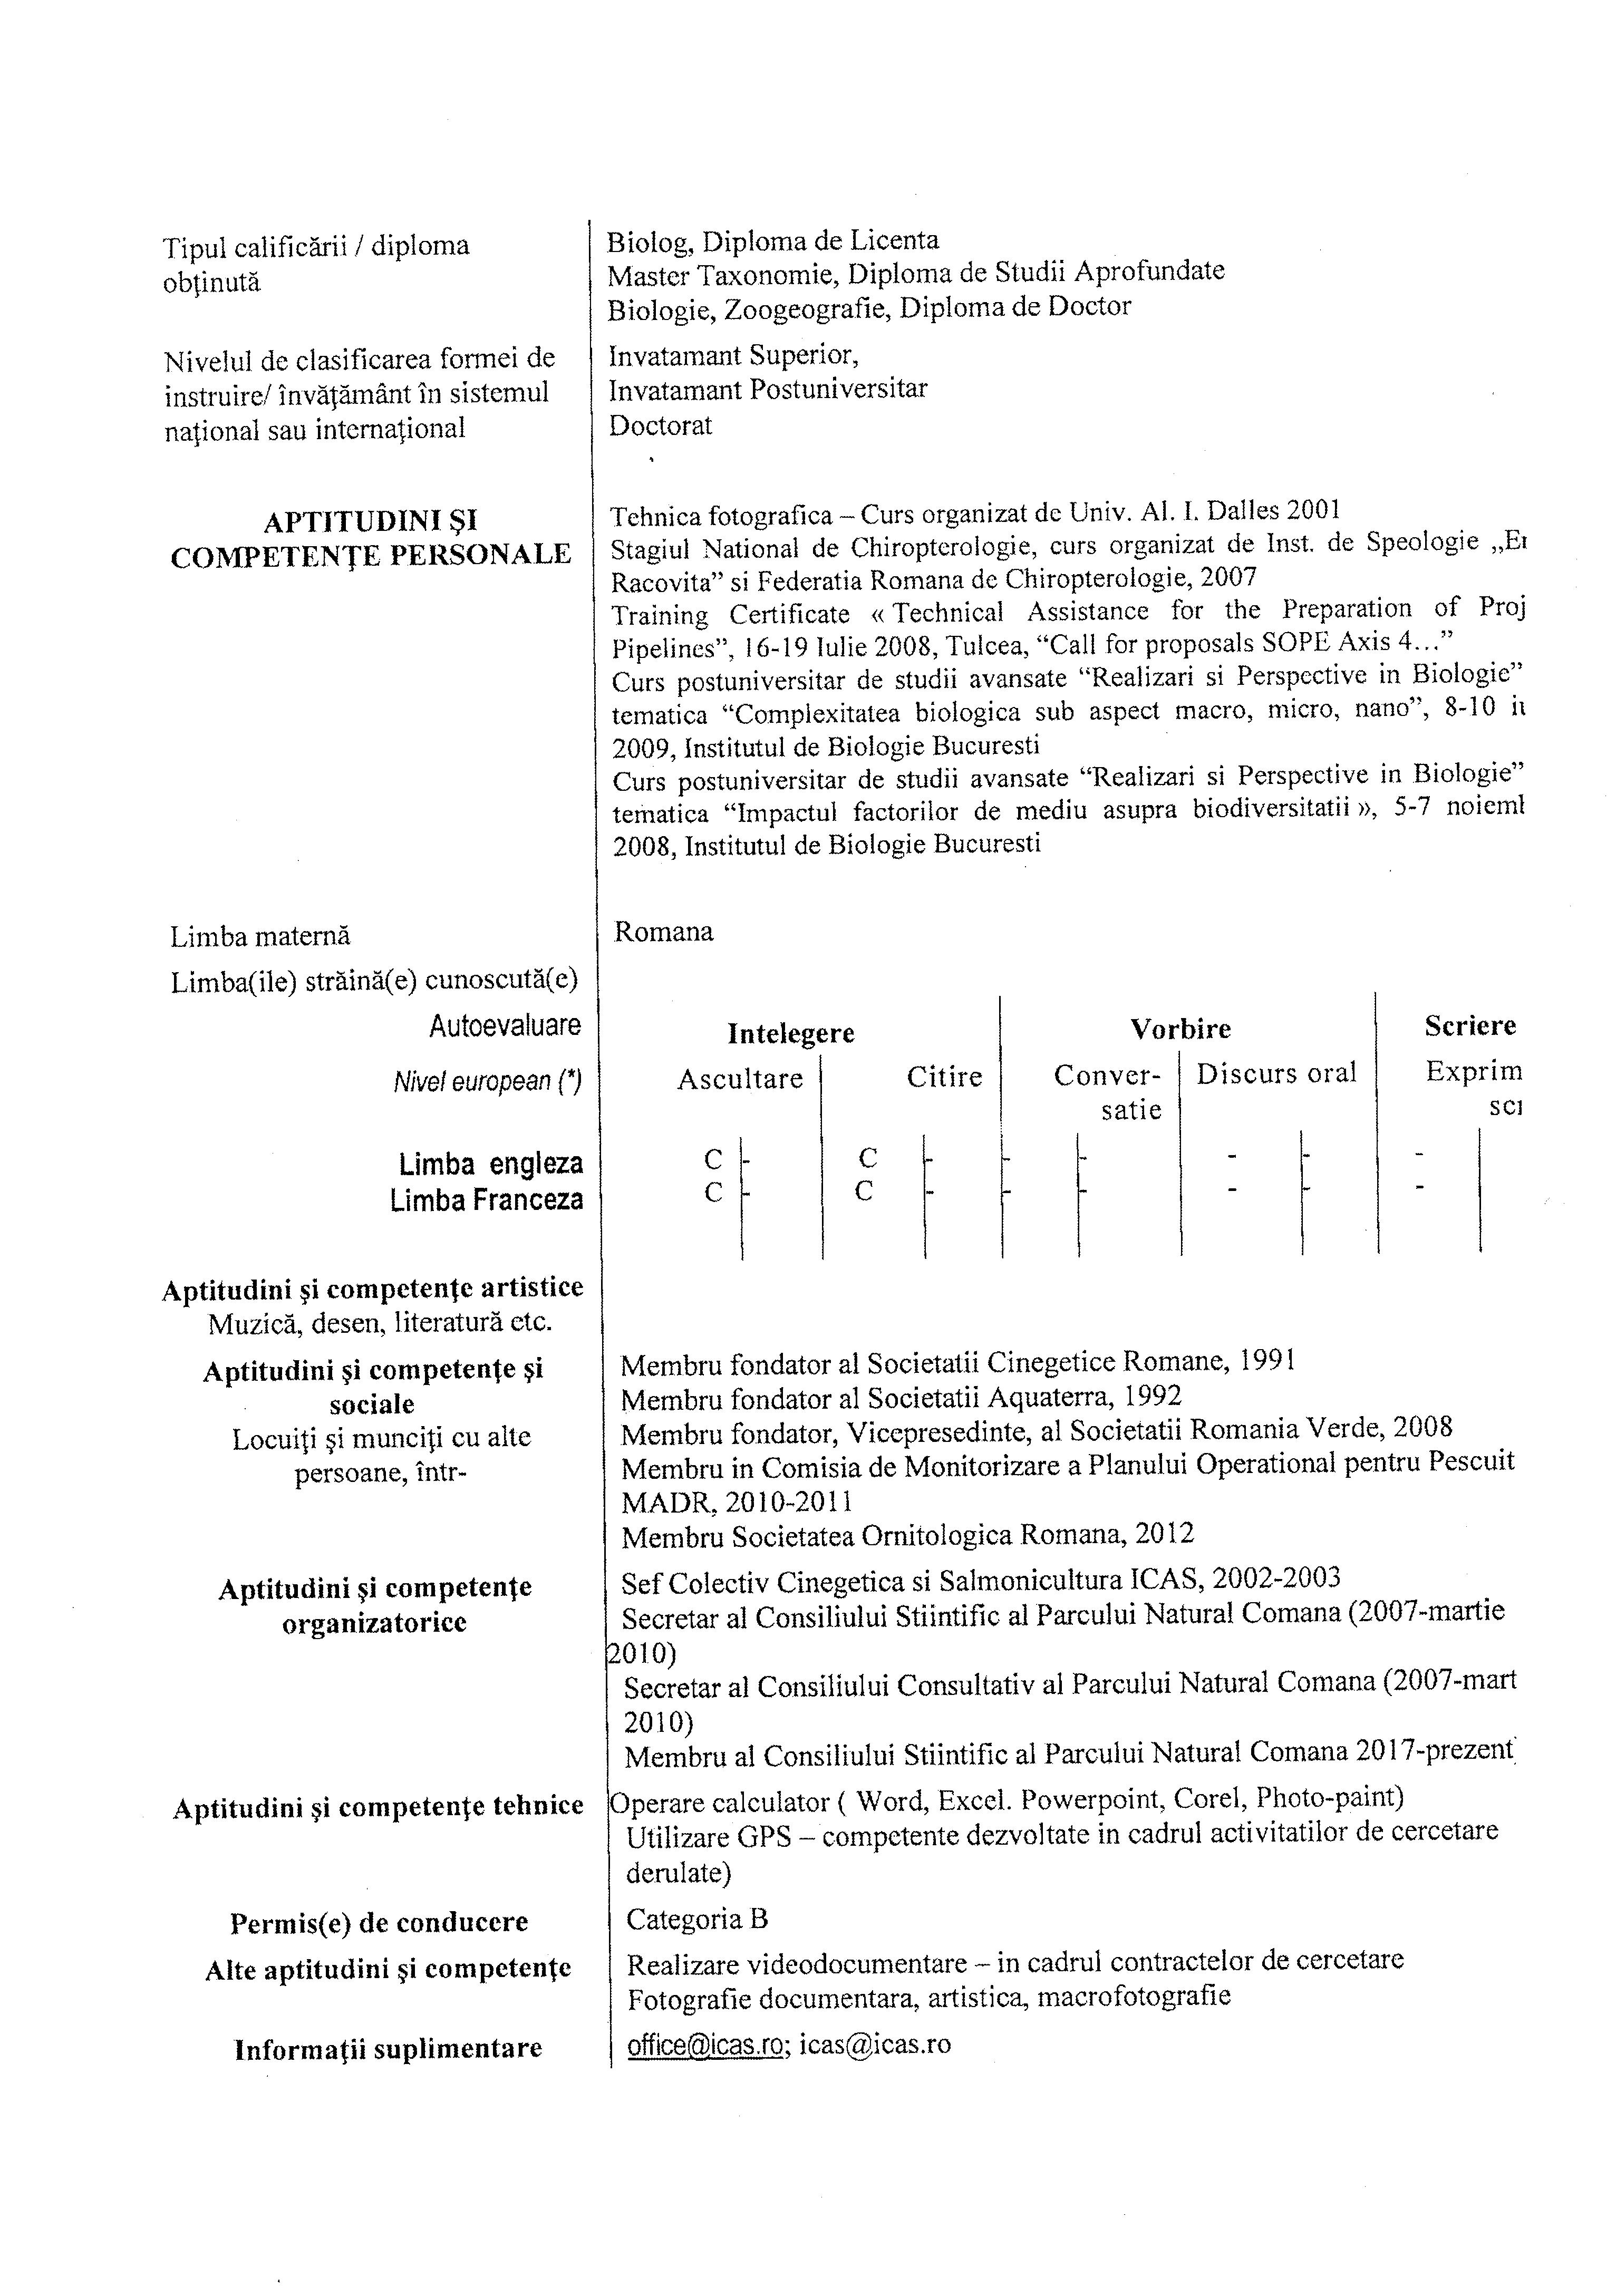 Tipul calificării / diploma
obţinută
Biolog, Diploma de Licenta
Master Taxonomie, Diploma de Studii Aprofundate
Biologie, Zoogeografie, Diploma de Doctor
Nivelul de clasificarea formei de
instruire/ învăţământ în sistemul
naţional sau internaţional
Invatamant Superior,
Invatamant Postuniversitar
Doctorat
APTITUDINI ŞI
COMPETENŢE PERSONALE
Tehnica fotografica – Curs organizat de Univ. Al. I. Dalles 2001
Stagiul National de Chiropterologie, curs organizat de Inst. de Speologie „
Racovita” si Federatia Romana de Chiropterologie, 2007
Training Certificate « Technical Assistance for the Preparation of Proj
Pipelines”, 16-19 Iulie 2008, Tulcea, “Call for proposals SOPE Axis 4...”
Curs postuniversitar de studii avansate “Realizari si Perspective in Biologie”
tematica “Complexitatea biologica sub aspect macro, micro, nano”, 8-10
2009, Institutul de Biologie Bucuresti
Curs postuniversitar de studii avansate “Realizari si Perspective in Biologie”
tematica “Impactul factorilor de mediu asupra biodiversitatii », 5-7
2008, Institutul de Biologie Bucuresti
Limba maternă
Romana
Limba(ile) străină(e) cunoscută(e)
Autoevaluare
Intelegere Vorbire Scriere
Nivel european (*)
Ascultare Citire Conver- Discurs oral Exprim
satie
Limba engleza C - C - - - - - -
Limba Franceza C - C - - - - - -
Aptitudini şi competenţe artistice
Muzică, desen, literatură etc.
Aptitudini şi competenţe şi
sociale
Locuiţi şi munciţi cu alte
persoane, într-
Membru fondator al Societatii Cinegetice Romane, 1991
Membru fondator al Societatii Aquaterra, 1992
Membru fondator, Vicepresedinte, al Societatii Romania Verde, 2008
Membru in Comisia de Monitorizare a Planului Operational pentru Pescuit
MADR, 2010-2011
Membru Societatea Ornitologica Romana, 2012
Aptitudini şi competenţe
organizatorice
Sef Colectiv Cinegetica si Salmonicultura ICAS, 2002-2003
Secretar al Consiliului Stiintific al Parcului Natural Comana (2007-martie
2010)
Secretar al Consiliului Consultativ al Parcului Natural Comana (2007-mart
2010)
Membru al Consiliului Stiintific al Parcului Natural Comana 2017-prezent
Aptitudini şi competenţe tehnice
Operare calculator ( Word, Excel. Powerpoint, Corel, Photo-paint)
Utilizare GPS – competente dezvoltate in cadrul activitatilor de cercetare
derulate)
Permis(e) de conducere
Categoria B
Alte aptitudini şi competenţe
Realizare videodocumentare – in cadrul contractelor de cercetare
Fotografie documentara, artistica, macrofotografie
Informaţii suplimentare
office@icas.ro; icas@icas.ro